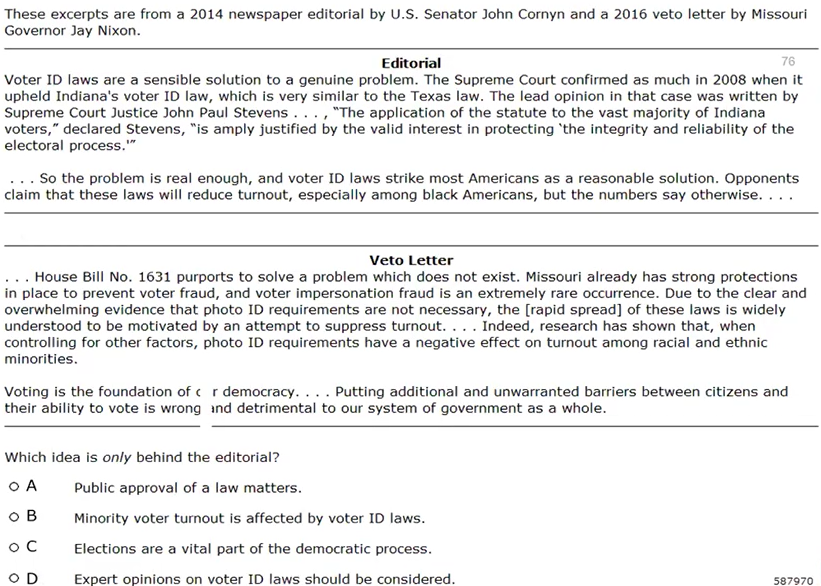 These excerpts are from a 2014 newspaper editorial by U.S. Senator John Cornyn and a 2016 veto letter by Missouri
Governor Jay Nixon.
Editorial
76
Voter ID laws are a sensible solution to a genuine problem. The Supreme Court confirmed as much in 2008 when it
upheld Indiana's voter ID law, which is very similar to the Texas law. The lead opinion in that case was written by
Supreme Court Justice John Paul Stevens . . . , “The application of the statute to the vast majority of Indiana
voters,” declared Stevens, “is amply justified by the valid interest in protecting ‘the integrity and reliability of the
electoral process.’”
. . . So the problem is real enough, and voter ID laws strike most Americans as a reasonable solution. Opponents
claim that these laws will reduce turnout, especially among black Americans, but the numbers say otherwise. . . .
Veto Letter
. . . House Bill No. 1631 purports to solve a problem which does not exist. Missouri already has strong protections
in place to prevent voter fraud, and voter impersonation fraud is an extremely rare occurrence. Due to the clear and
overwhelming evidence that photo ID requirements are not necessary, the [rapid spread] of these laws is widely
understood to be motivated by an attempt to suppress turnout. . . . Indeed, research has shown that, when
controlling for other factors, photo ID requirements have a negative effect on turnout among racial and ethnic
minorities.
Voting is the foundation of our democracy. . . . Putting additional and unwarranted barriers between citizens and
their ability to vote is wrong and detrimental to our system of government as a whole.
Which idea is only behind the editorial?
A Public approval of a law matters.
B Minority voter turnout is affected by voter ID laws.
C Elections are a vital part of the democratic process.
D Expert opinions on voter ID laws should be considered.
587970